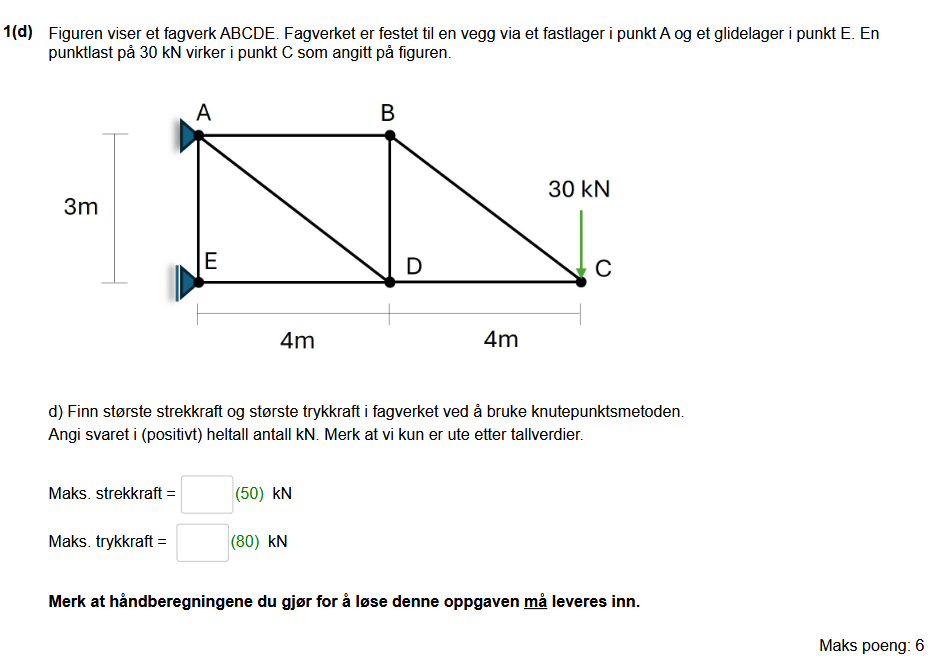 1(d) Figuren viser et fagverk ABCDE. Fagverket er festet til en vegg via et fastlager i punkt A og et glidelager i punkt E. En
punktlast på 30 kN virker i punkt C som angitt på figuren.
A
B
30 kN
3m
E
D
C
4m
4m
d) Finn største strekkraft og største trykkraft i fagverket ved å bruke knutepunktsmetoden.
Angi svaret i (positivt) heltall antall kN. Merk at vi kun er ute etter tallverdier.
Maks. strekkraft = (50) kN
Maks. trykkraft = (80) kN
Merk at håndberegningene du gjør for å løse denne oppgaven må leveres inn.
Maks poeng: 6